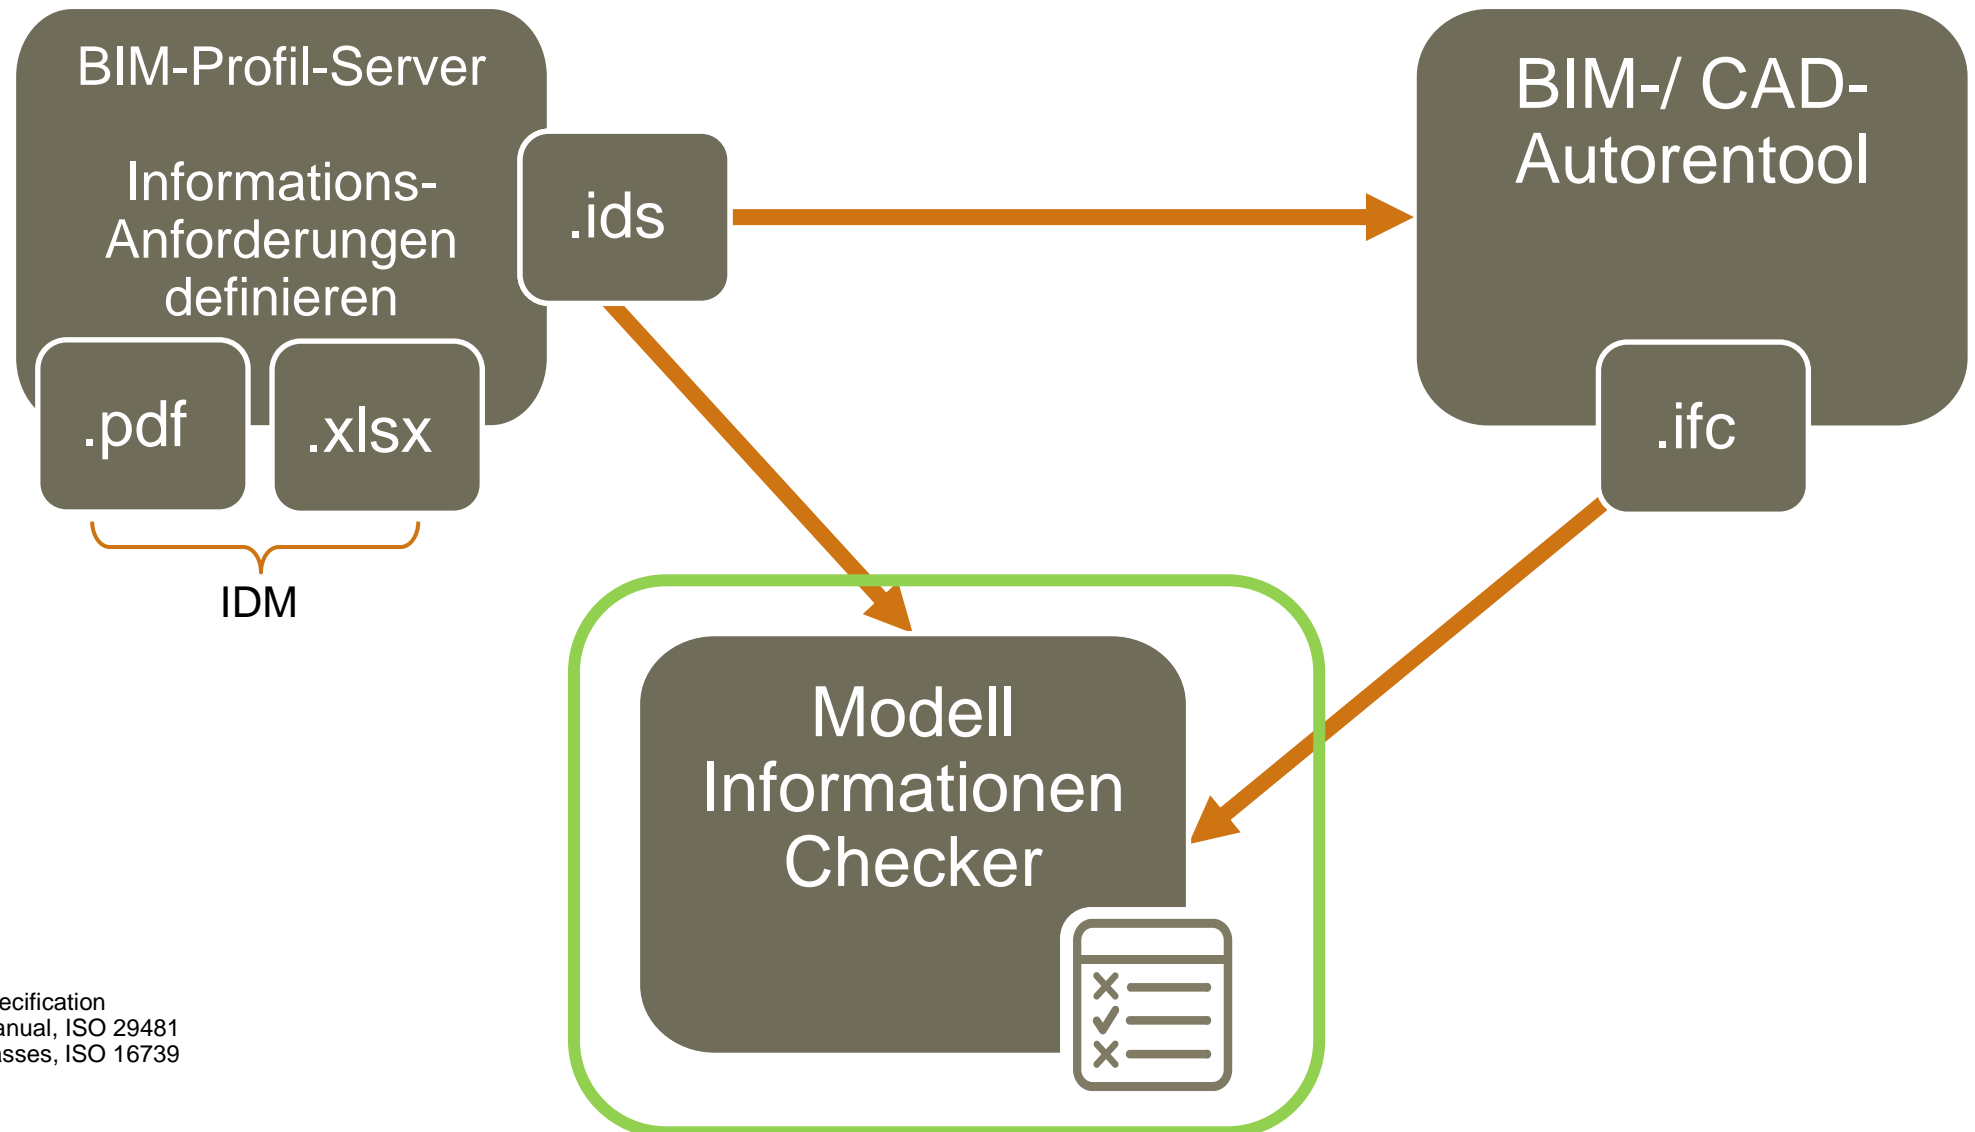 BIM-Profil-Server
Informations-
Anforderungen
definieren
.ids
.pdf
.xlsx
IDM
BIM-/ CAD-
Autorentool
.ifc
Modell
Informationen
Checker
ecification
anual, ISO 29481
asses, ISO 16739